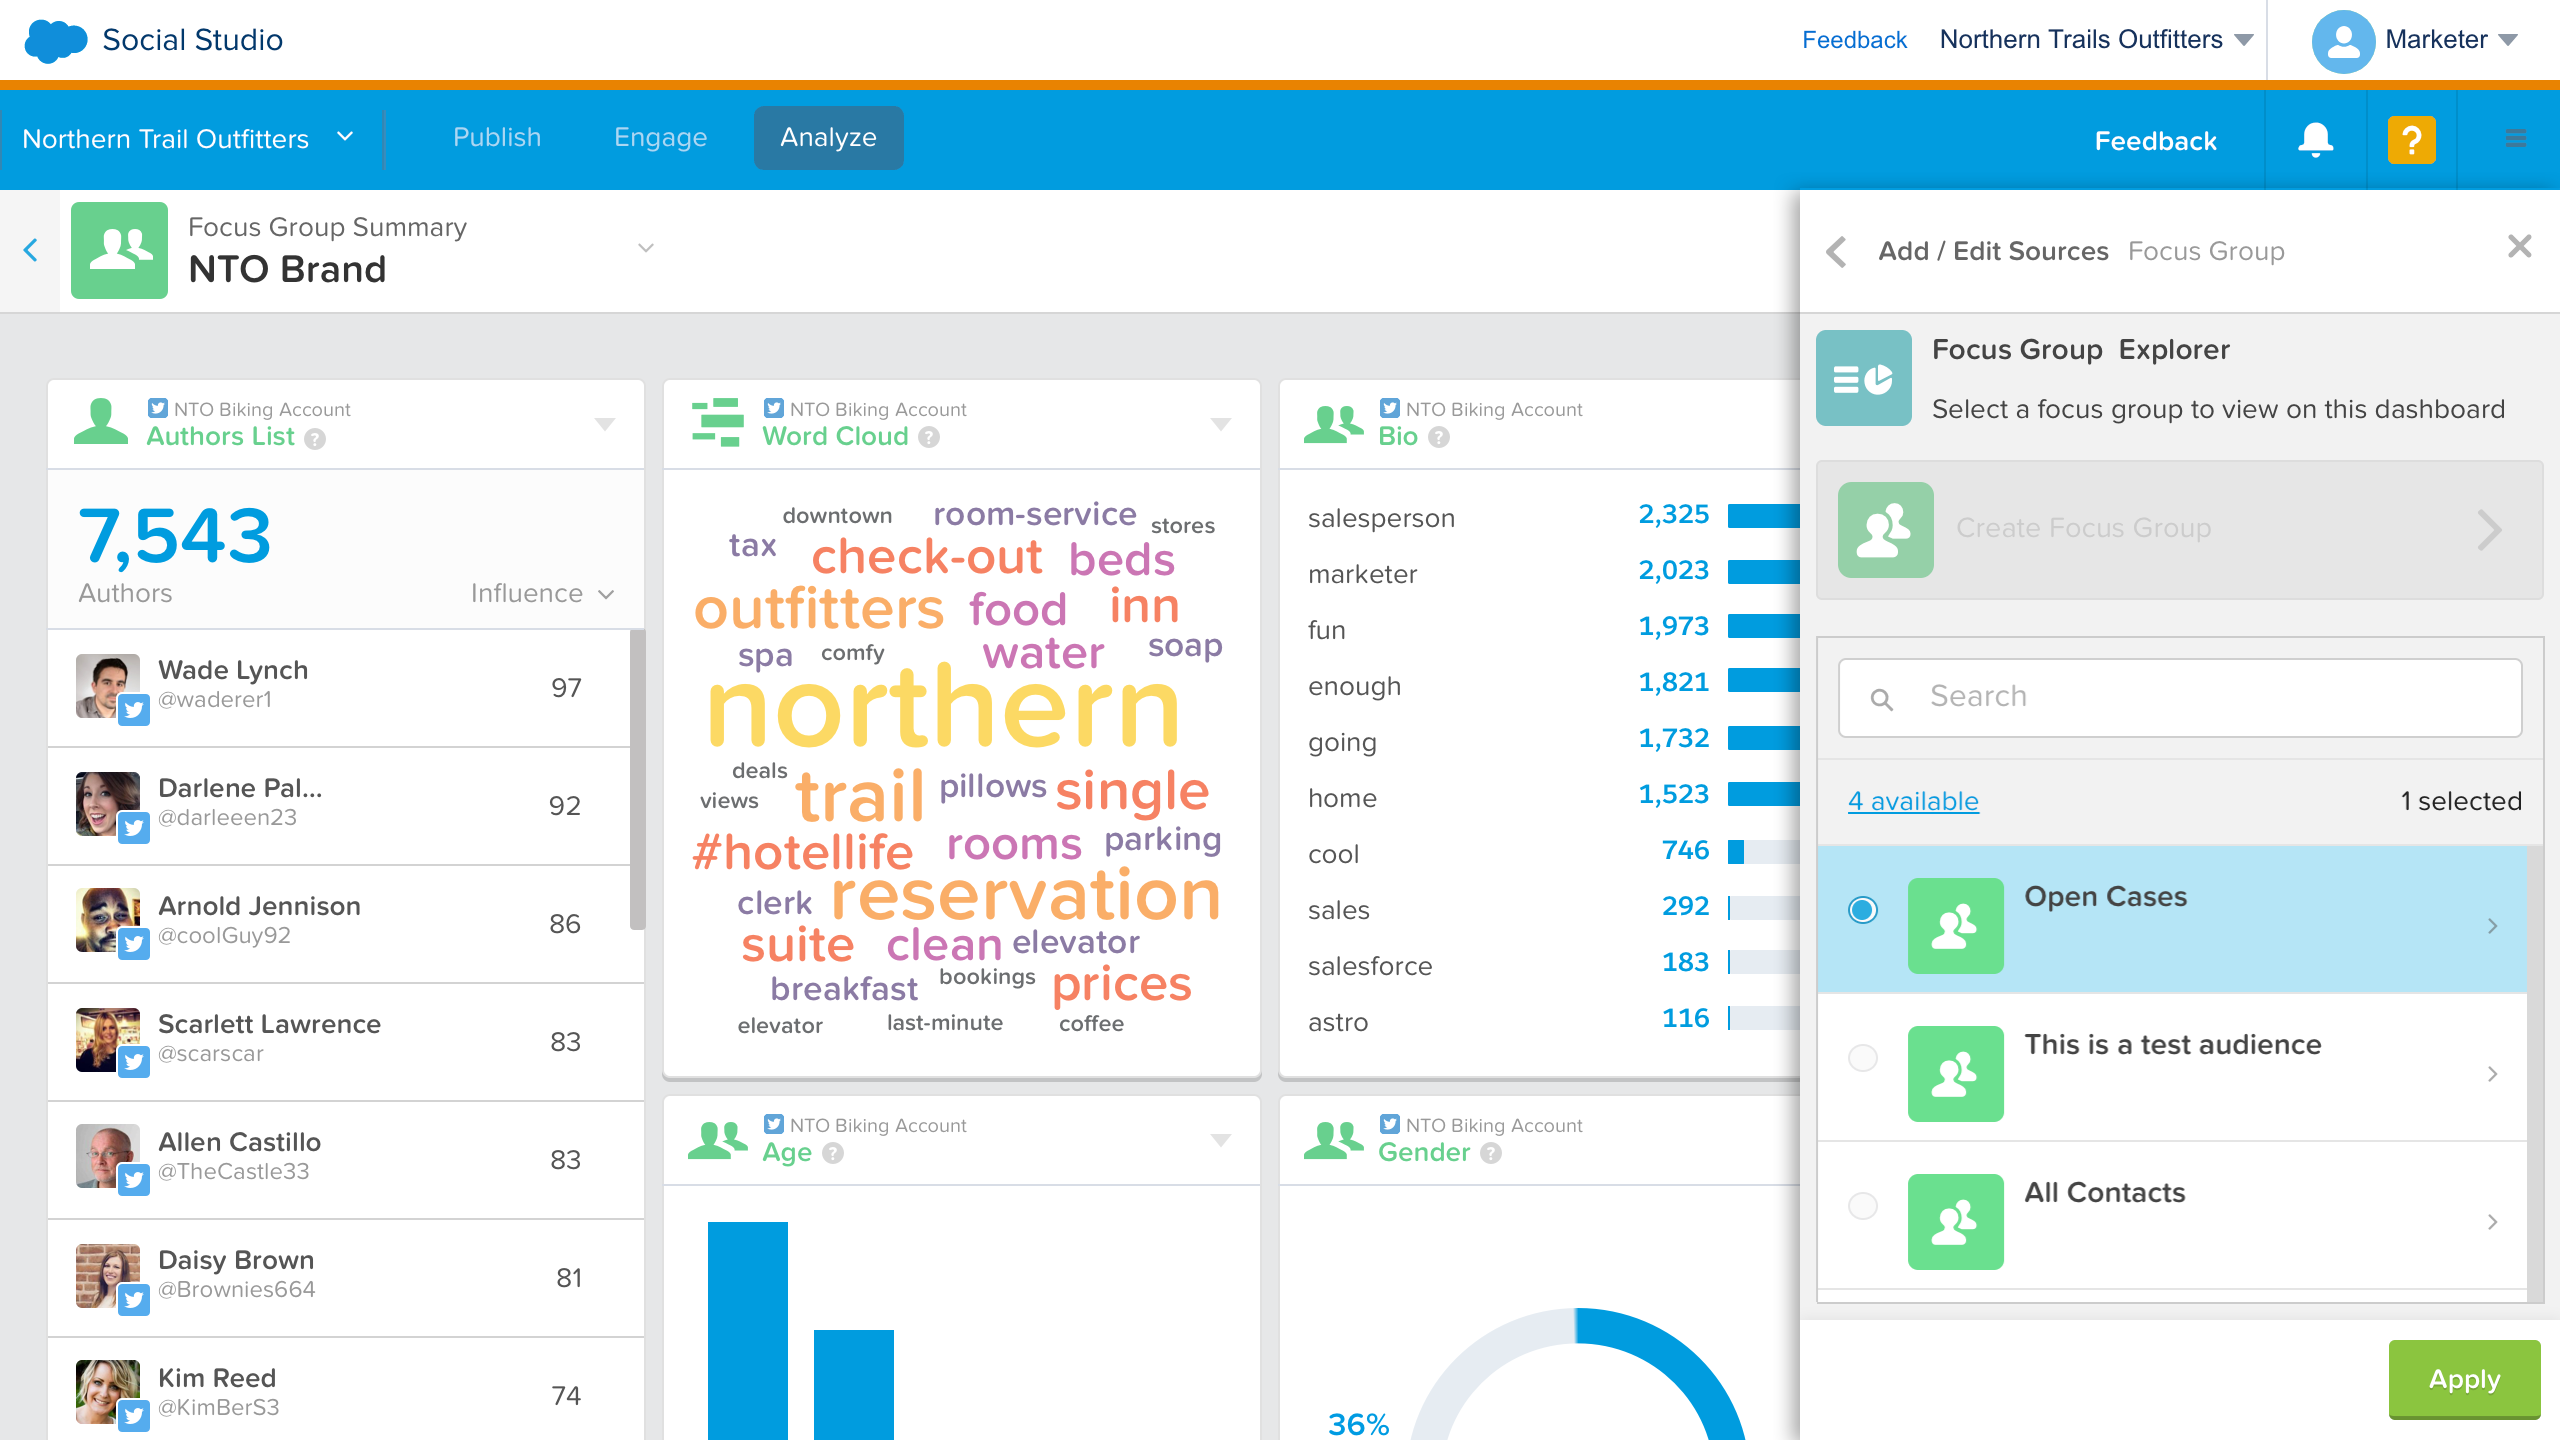 Social Studio
Feedback
Northern Trails Outfitters
Marketer
Northern Trail Outfitters
Publish
Engage
Analyze
Feedback
?
Focus Group Summary
NTO Brand
NTO Biking Account
Authors List ?
7,543
Authors
Influence
Wade Lynch
@waderer1
97
Darlene Pal...
@darleeen23
92
Arnold Jennison
@coolGuy92
86
Scarlett Lawrence
@scarscar
83
Allen Castillo
@TheCastle33
83
Daisy Brown
@Brownies664
81
Kim Reed
@KimBerS3
74
NTO Biking Account
Word Cloud ?
downtown room-service stores
tax check-out beds
outfitters food inn
spa comfy water soap
northern
deals
views trail pillows single
#hotellife rooms parking
clerk reservation
suite clean elevator
breakfast bookings prices
elevator last-minute coffee
NTO Biking Account
Bio ?
salesperson 2,325
marketer 2,023
fun 1,973
enough 1,821
going 1,732
home 1,523
cool 746
sales 292
salesforce 183
astro 116
NTO Biking Account
Age ?
NTO Biking Account
Gender ?
36%
Add / Edit Sources Focus Group
Focus Group Explorer
Select a focus group to view on this dashboard
Create Focus Group
Search
4 available
1 selected
Open Cases
This is a test audience
All Contacts
Apply